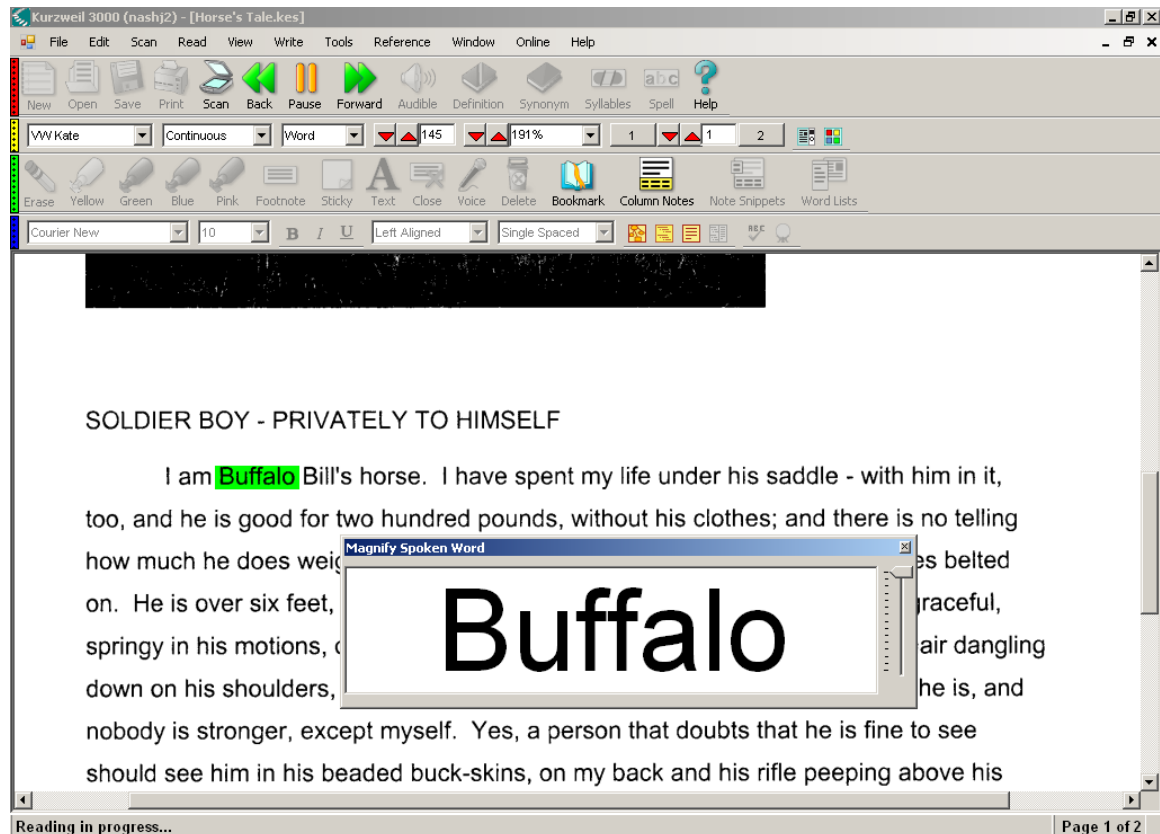 Kurzweil 3000 (nashj2) - [Horse's Tale.kes]
File Edit Scan Read View Write Tools Reference Window Online Help
New Open Save Print Scan Back Pause Forward Audible Definition Synonym Syllables Spell Help
VW Kate Continuous Word 145 191% 1 1 2
Erase Yellow Green Blue Pink Footnote Sticky Text Close Voice Delete Bookmark Column Notes Note Snippets Word Lists
Courier New 10 B I U Left Aligned Single Spaced
SOLDIER BOY - PRIVATELY TO HIMSELF
I am Buffalo Bill's horse. I have spent my life under his saddle - with him in it,
too, and he is good for two hundred pounds, without his clothes; and there is no telling
how much he does belted
on. He is over six feet, graceful,
springy in his motions, dangling
down on his shoulders, he is, and
nobody is stronger, except myself. Yes, a person that doubts that he is fine to see
should see him in his beaded buck-skins, on my back and his rifle peeping above his
Magnify Spoken Word
Buffalo
Reading in progress... Page 1 of 2